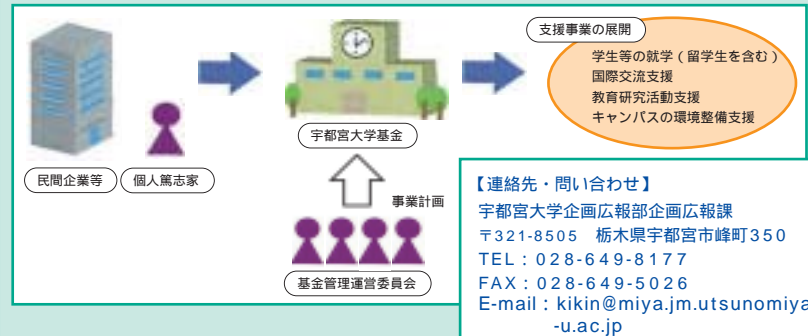 支援事業の展開
学生等の就学（留学生を含む）
国際交流支援
教育研究活動支援
キャンパスの環境整備支援
宇都宮大学基金
民間企業等
個人篤志家
事業計画
基金管理運営委員会
【連絡先・問い合わせ】
宇都宮大学企画広報部企画広報課
〒321-8505 栃木県宇都宮市峰町350
TEL：028-649-8177
FAX：028-649-5026
E-mail：kikin@miya.jm.utsunomiya
-u.ac.jp